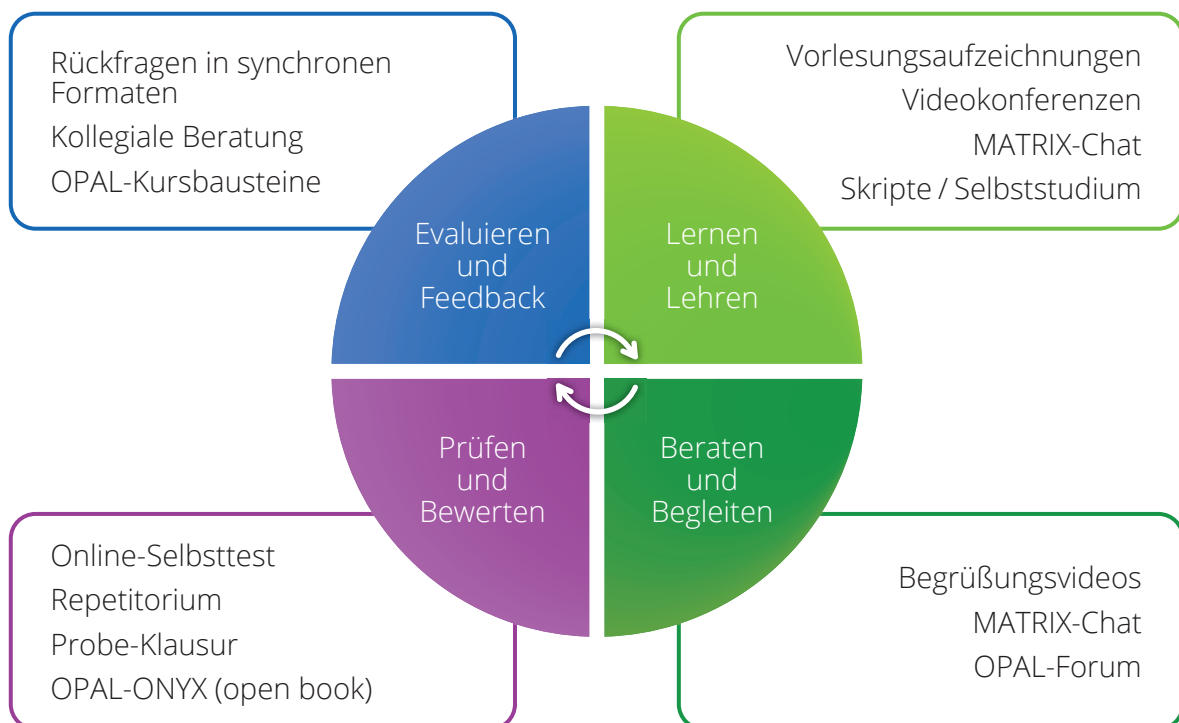 Rückfragen in synchronen
Formaten
Kollegiale Beratung
OPAL-Kursbausteine
Vorlesungsaufzeichnungen
Videokonferenzen
MATRIX-Chat
Skripte / Selbststudium
Evaluieren
und
Feedback
Lernen
und
Lehren
Prüfen
und
Bewerten
Beraten
und
Begleiten
Online-Selbsttest
Repetitorium
Probe-Klausur
OPAL-ONYX (open book)
Begrüßungsvideos
MATRIX-Chat
OPAL-Forum